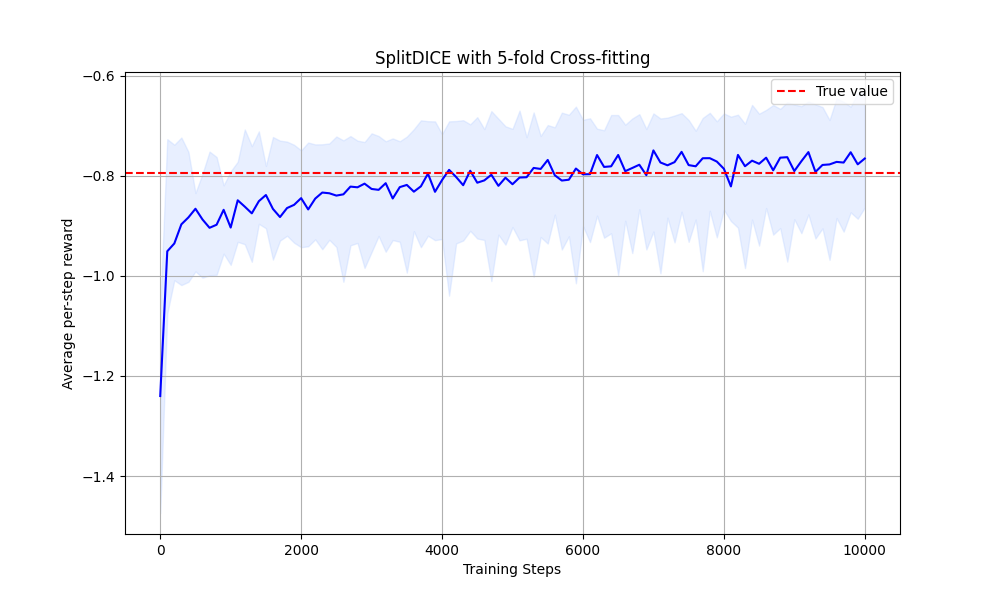 SplitDICE with 5-fold Cross-fitting
True value
Average per-step reward
−0.6
−0.8
−1.0
−1.2
−1.4
0 2000 4000 6000 8000 10000
Training Steps